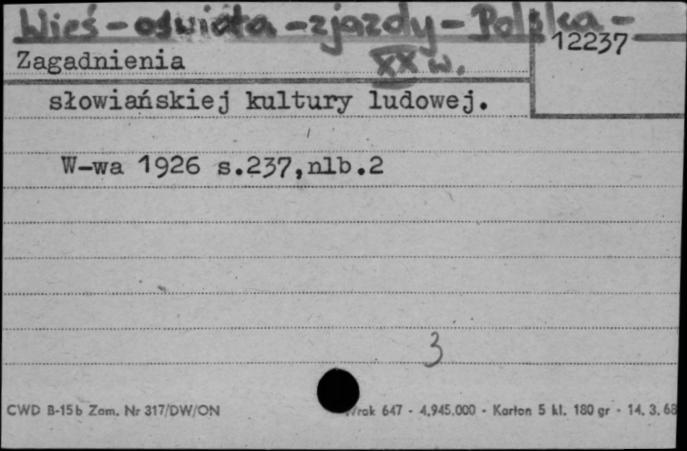 Wieś - oświata - zjazdy - Polska -
12237
Zagadnienia XX w.
słowiańskiej kultury ludowej.
W-wa 1926 s.237,nlb.2
3
CWD B-15b Zam. Nr 317/DW/ON 647 - 4.945.000 - Karton 5 kl. 180 gr - 14. 3. 68